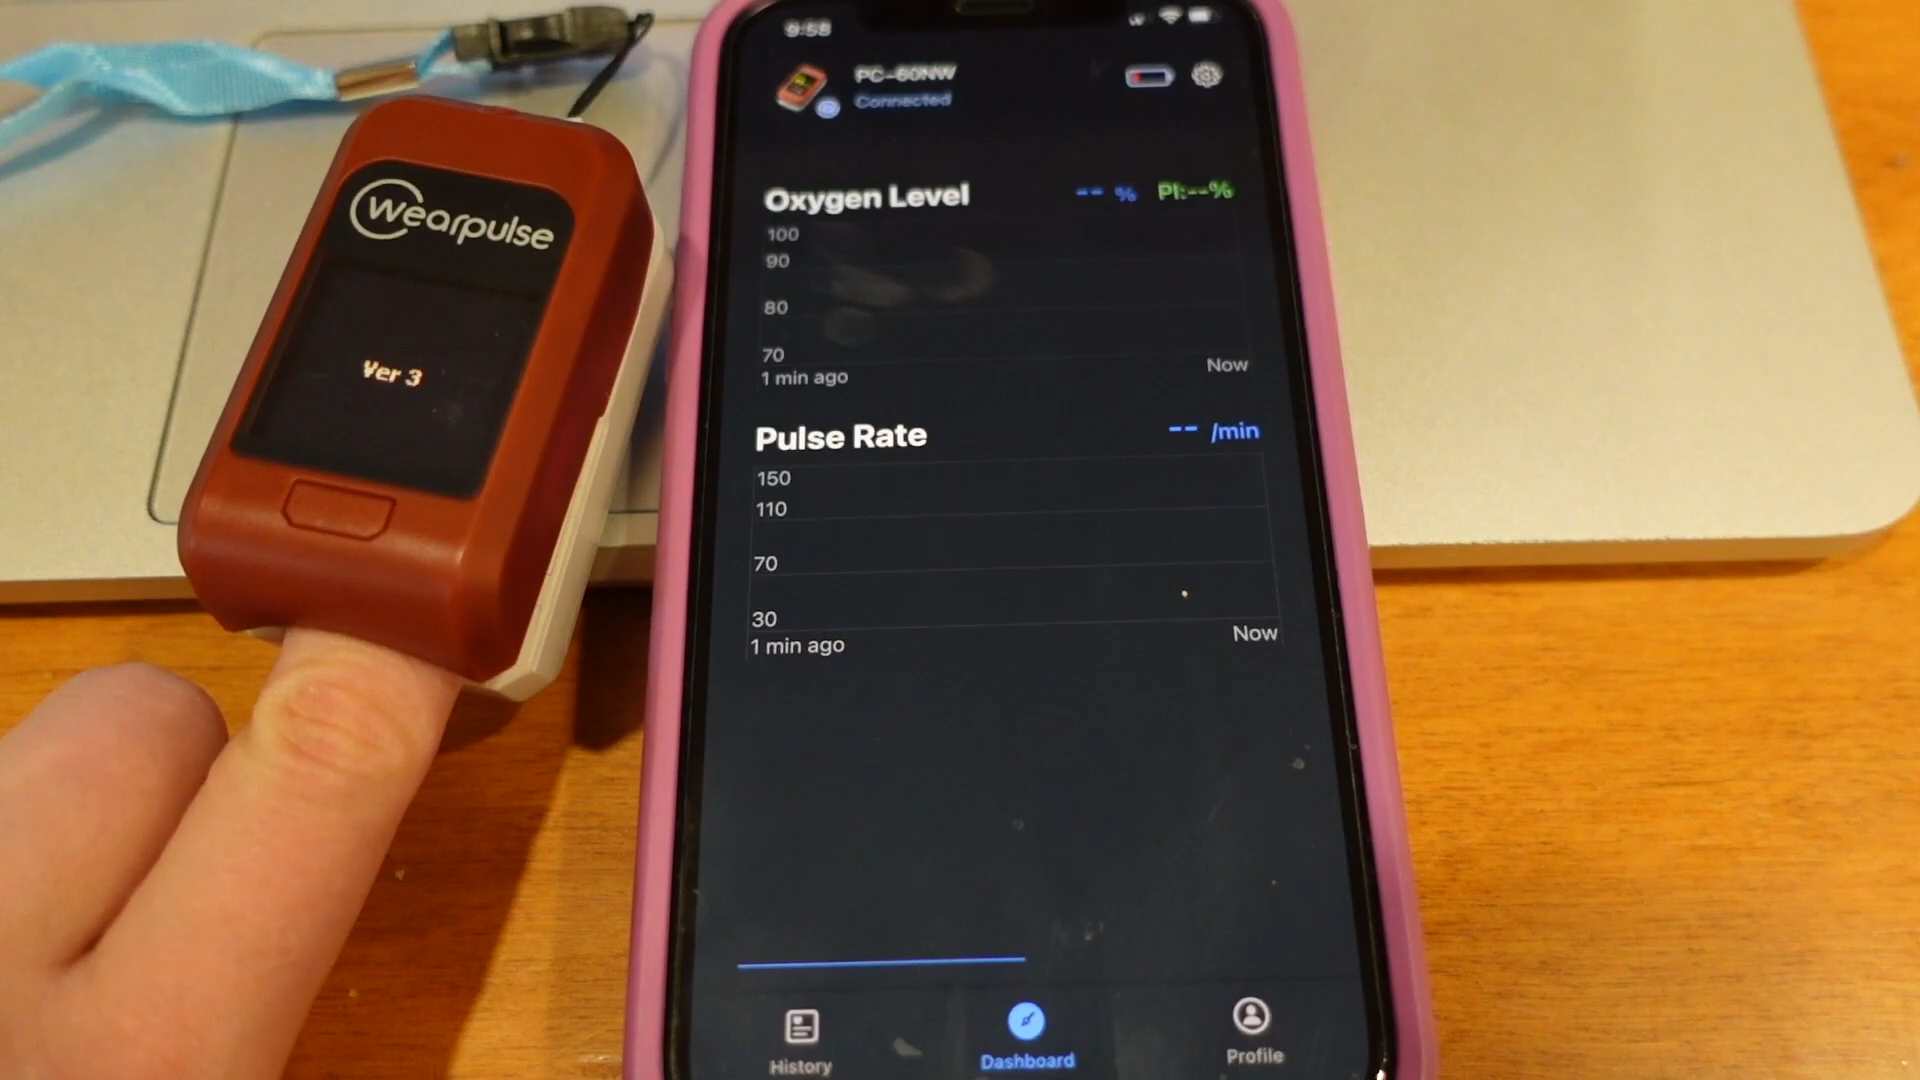 Wearpulse
Ver 3
9:58
PC-60NW
Connected
Oxygen Level
-- %
PI:--%
100
90
80
70
1 min ago
Now
Pulse Rate
-- /min
150
110
70
30
1 min ago
Now
History
Dashboard
Profile